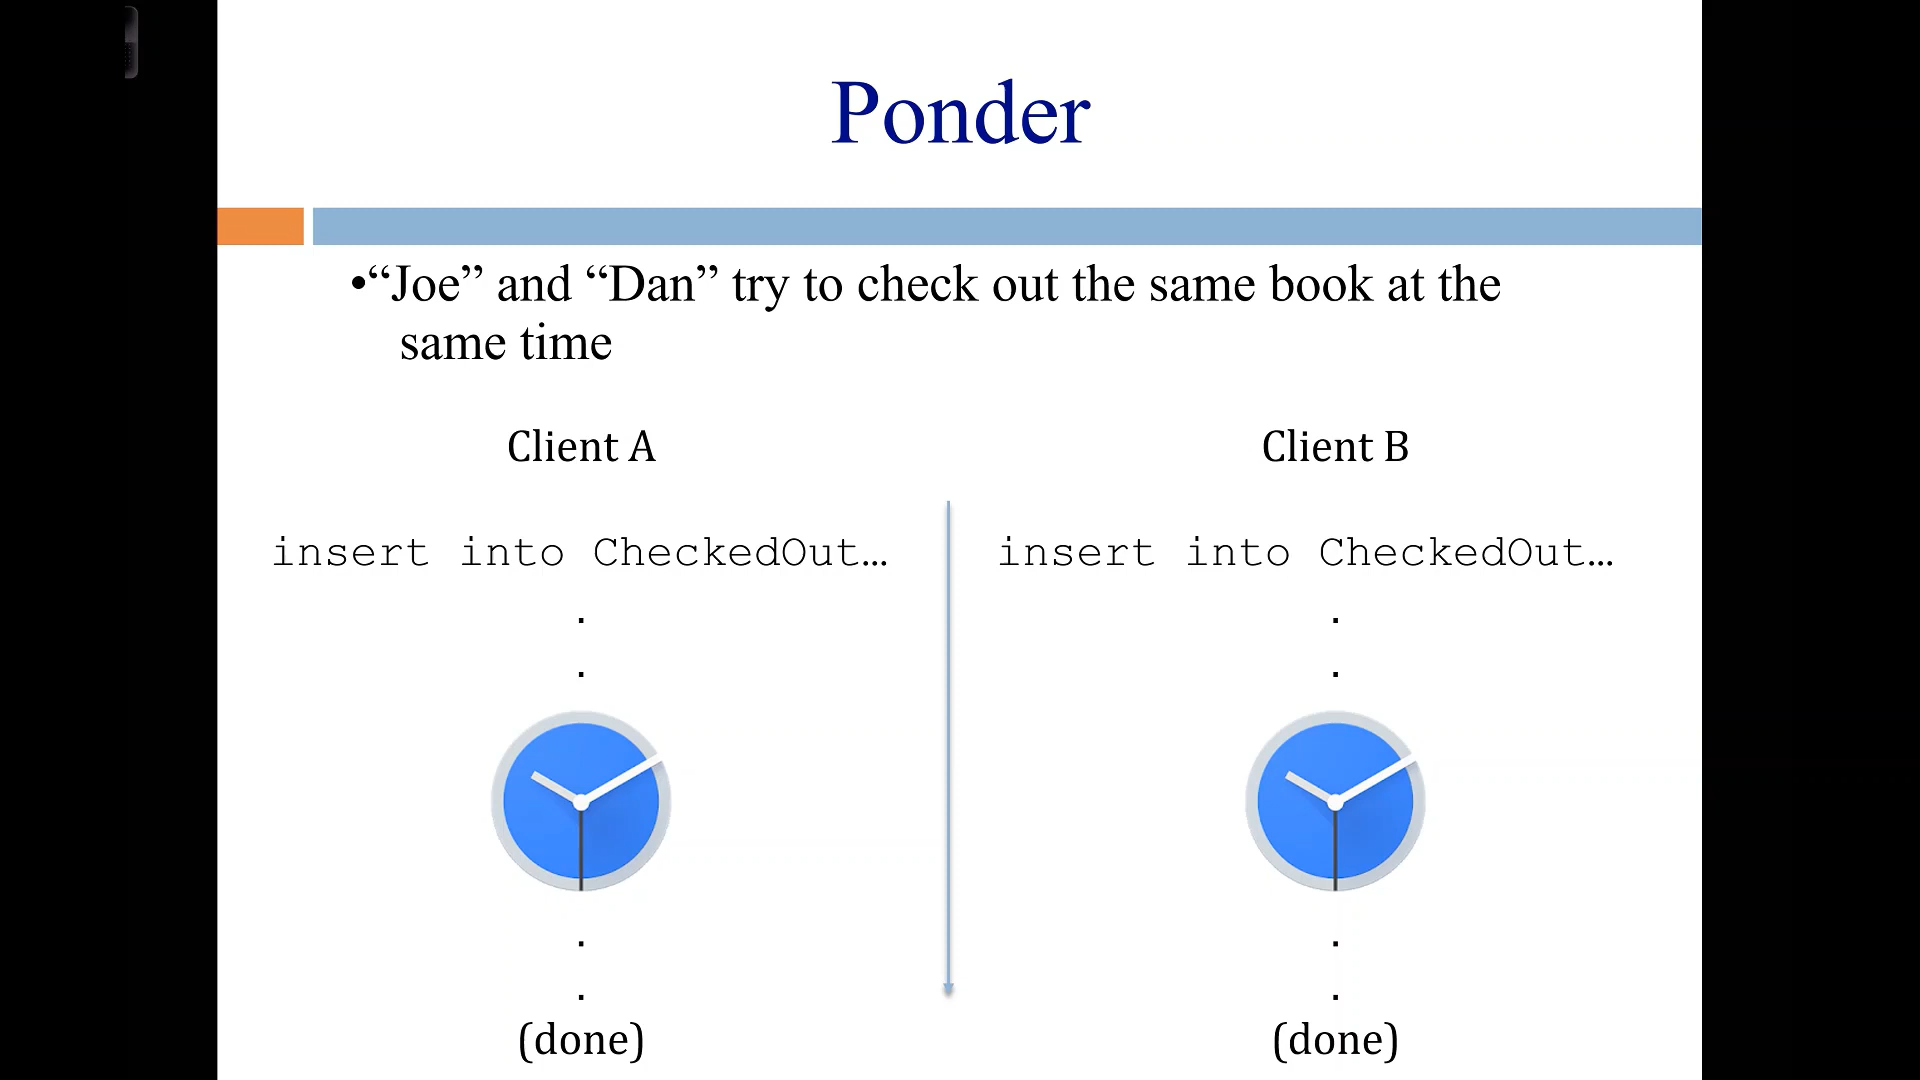 Ponder
•“Joe” and “Dan” try to check out the same book at the
same time
Client A
Client B
insert into CheckedOut…
insert into CheckedOut…
.
.
.
.
.
.
.
.
(done)
(done)